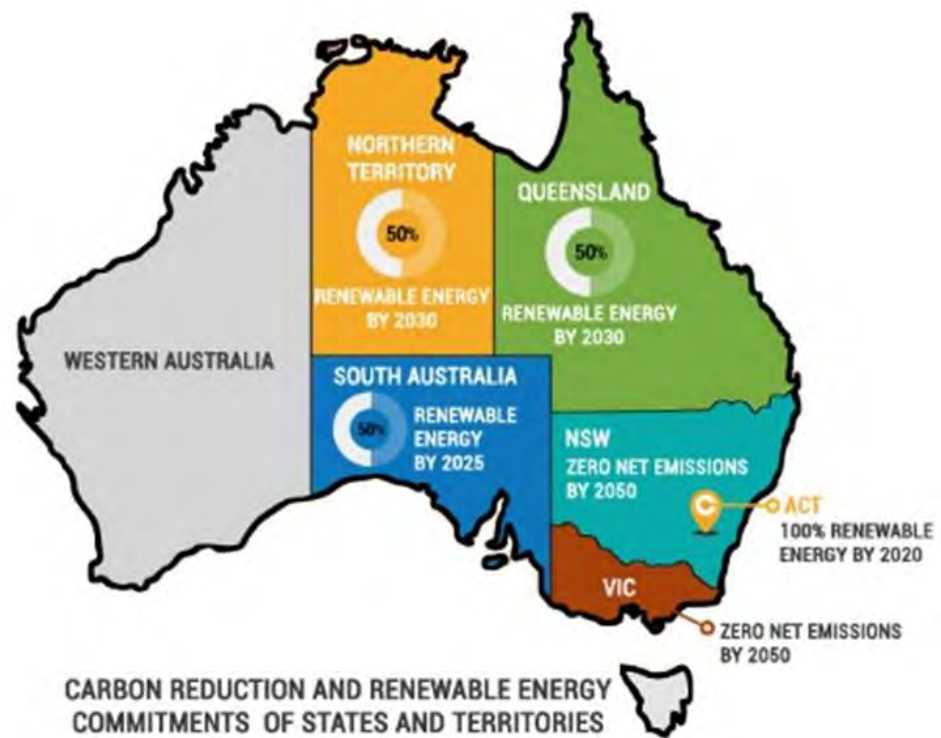 NORTHERN
TERRITORY
50%
RENEWABLE ENERGY
BY 2030
QUEENSLAND
50%
RENEWABLE ENERGY
BY 2030
WESTERN AUSTRALIA
SOUTH AUSTRALIA
50%
RENEWABLE
ENERGY
BY 2025
NSW
ZERO NET EMISSIONS
BY 2050
ACT
100% RENEWABLE
ENERGY BY 2020
VIC
ZERO NET EMISSIONS
BY 2050
CARBON REDUCTION AND RENEWABLE ENERGY
COMMITMENTS OF STATES AND TERRITORIES